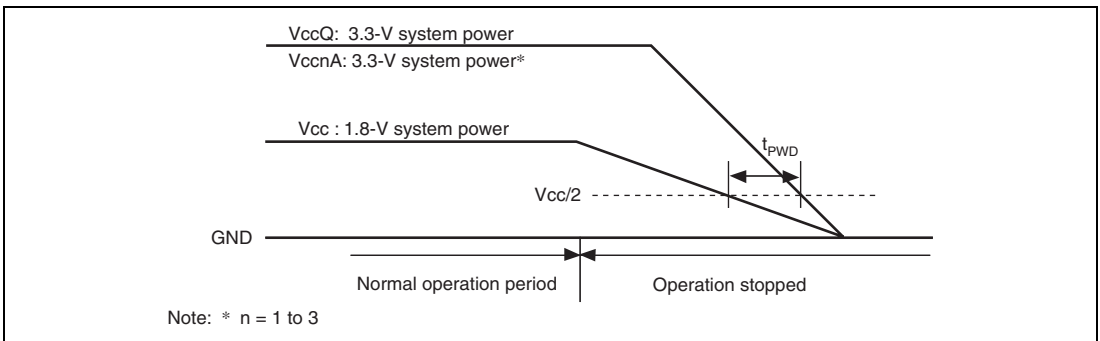 VccQ: 3.3-V system power
VccnA: 3.3-V system power*
Vcc : 1.8-V system power
tPWD
Vcc/2
GND
Normal operation period
Operation stopped
Note: * n = 1 to 3